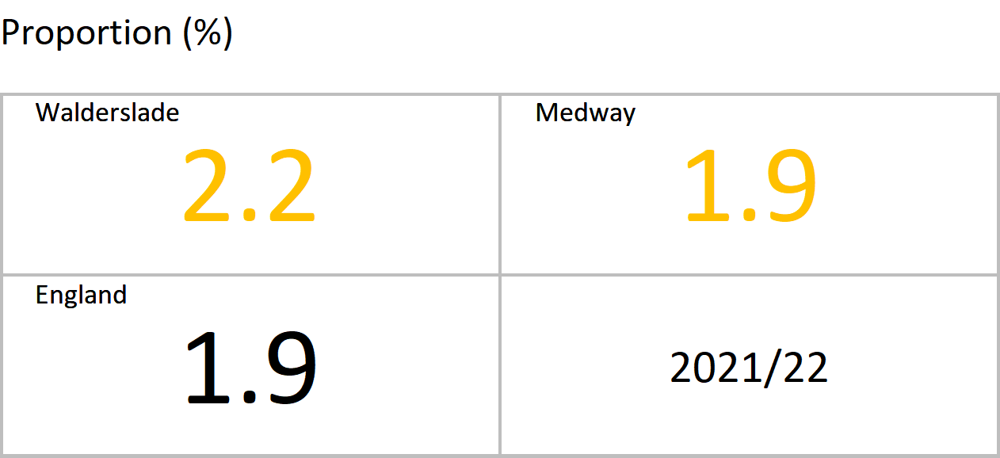 Proportion (%)
Walderslade
2.2
Medway
1.9
England
1.9
2021/22